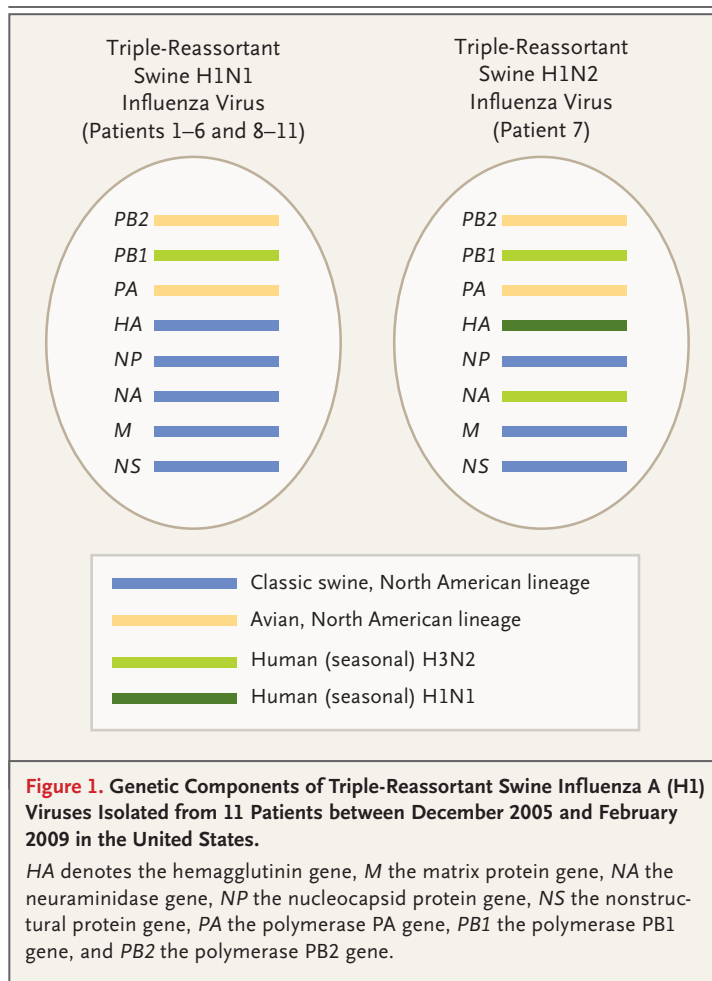 Triple-Reassortant
Swine H1N1
Influenza Virus
(Patients 1–6 and 8–11)
PB2
PB1
PA
HA
NP
NA
M
NS
Triple-Reassortant
Swine H1N2
Influenza Virus
(Patient 7)
PB2
PB1
PA
HA
NP
NA
M
NS
Classic swine, North American lineage
Avian, North American lineage
Human (seasonal) H3N2
Human (seasonal) H1N1
Figure 1. Genetic Components of Triple-Reassortant Swine Influenza A (H1)
Viruses Isolated from 11 Patients between December 2005 and February
2009 in the United States.
HA denotes the hemagglutinin gene, M the matrix protein gene, NA the
neuraminidase gene, NP the nucleocapsid protein gene, NS the nonstruc-
tural protein gene, PA the polymerase PA gene, PB1 the polymerase PB1
gene, and PB2 the polymerase PB2 gene.